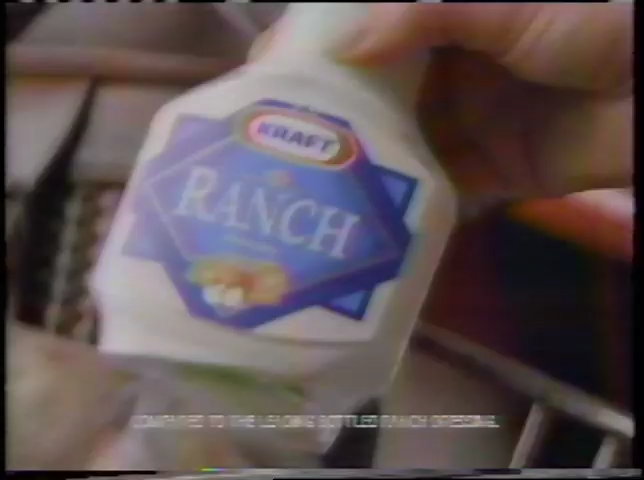 KRAFT
RANCH
COMPARED TO THE LEADING BOTTLED RANCH DRESSING.